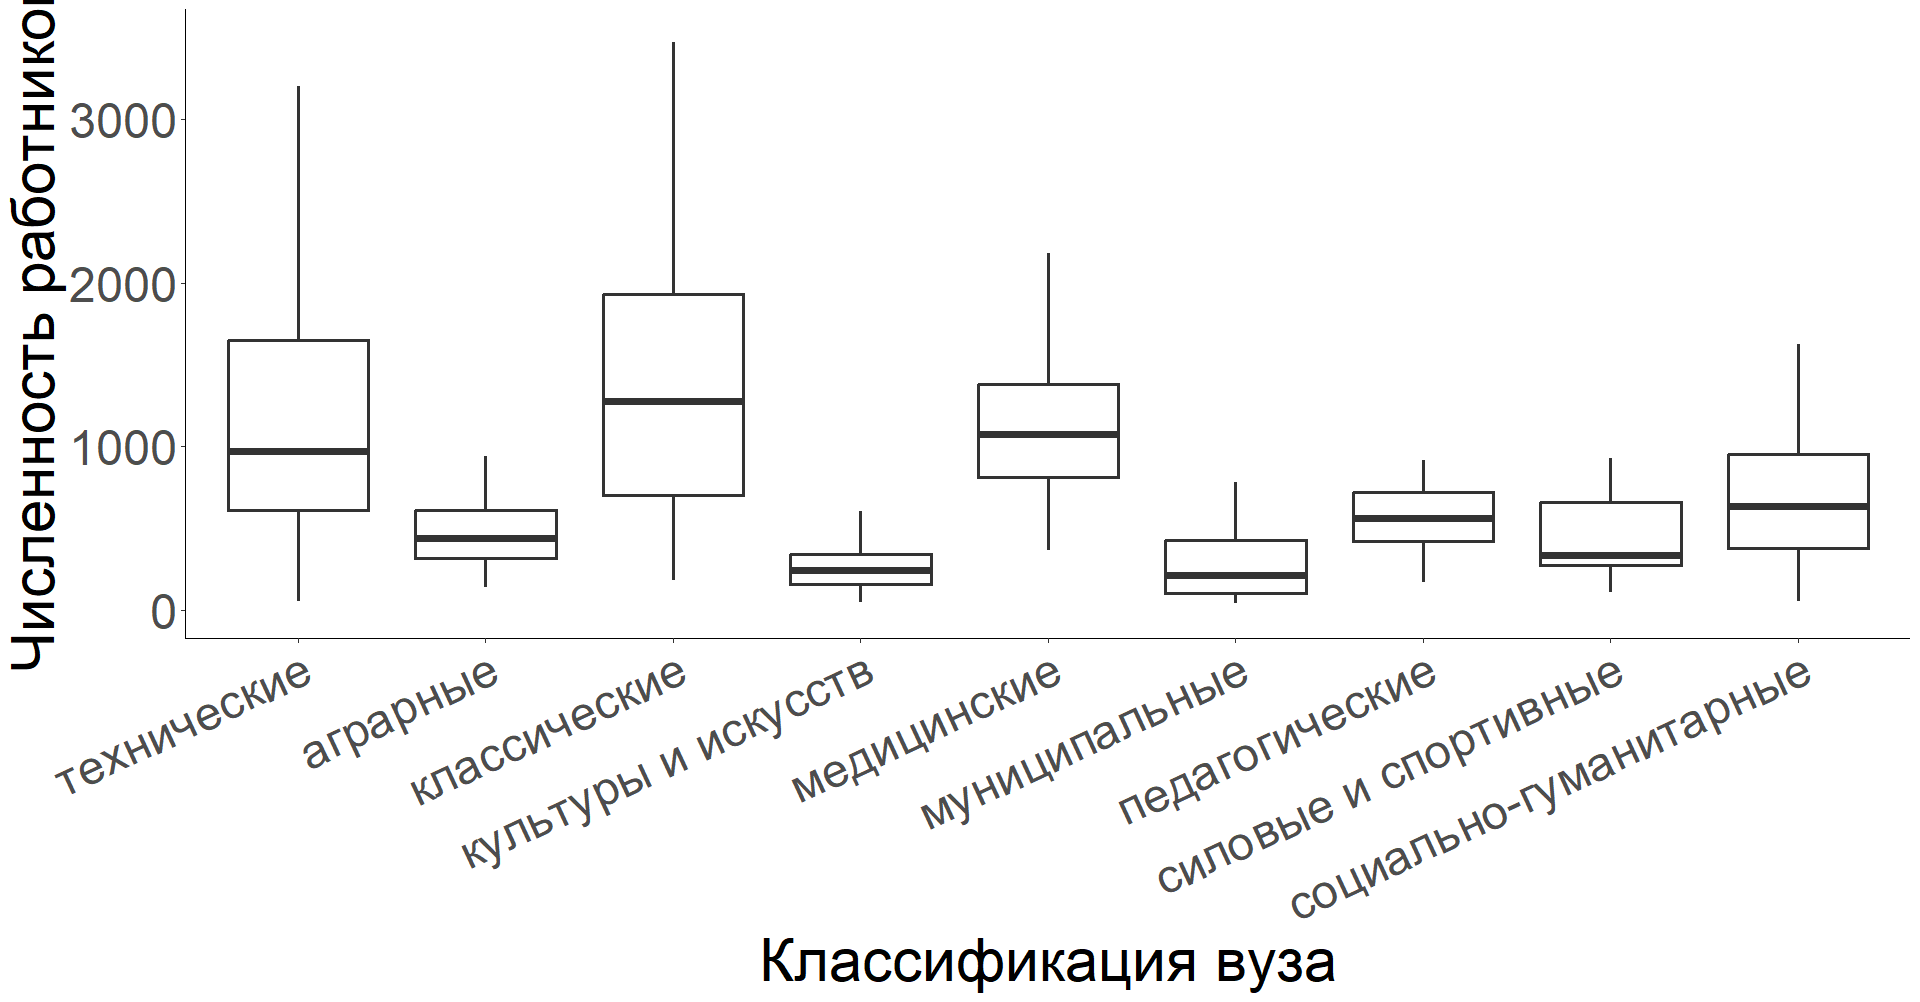 Численность работников
3000
2000
1000
0
технические
аграрные
классические
культуры и искусств
медицинские
муниципальные
педагогические
силовые и спортивные
социально-гуманитарные
Классификация вуза